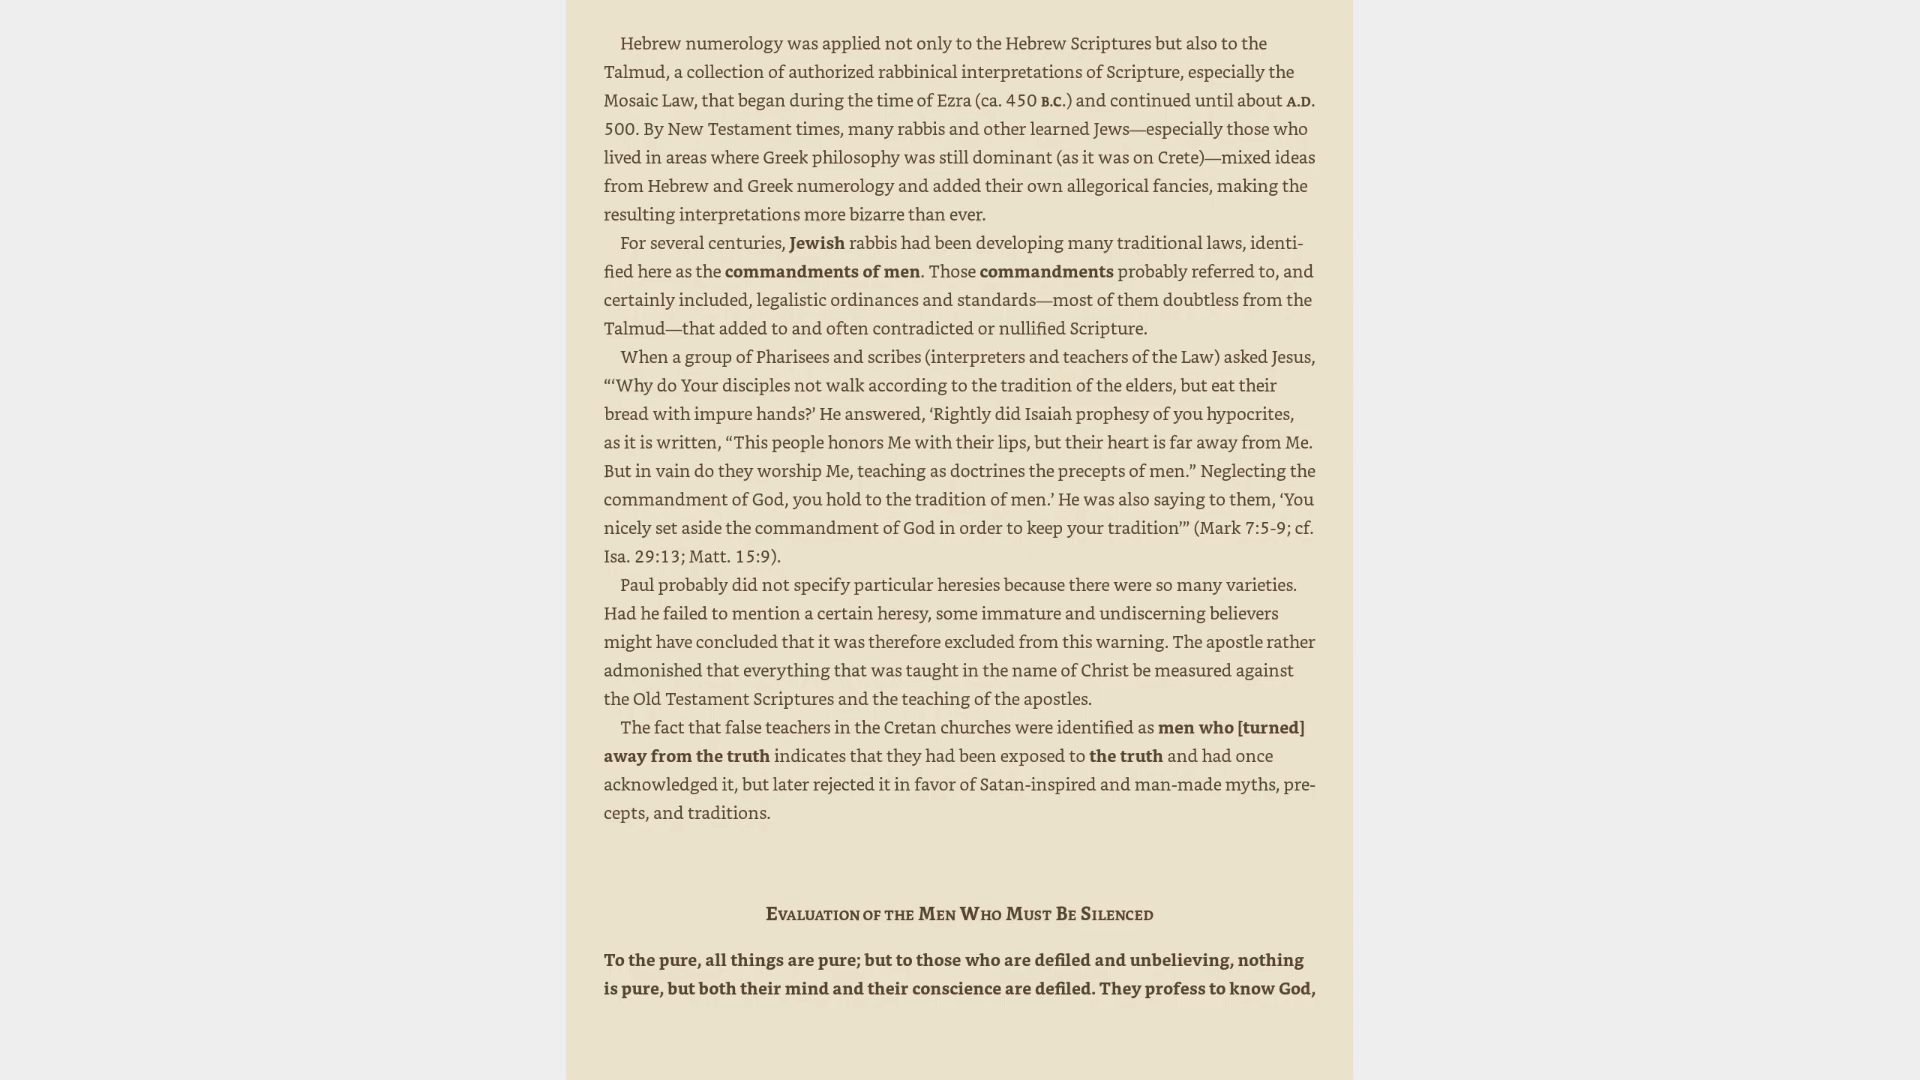 Hebrew numerology was applied not only to the Hebrew Scriptures but also to the
Talmud, a collection of authorized rabbinical interpretations of Scripture, especially the
Mosaic Law, that began during the time of Ezra (ca. 450 B.C.) and continued until about A.D.
500. By New Testament times, many rabbis and other learned Jews—especially those who
lived in areas where Greek philosophy was still dominant (as it was on Crete)—mixed ideas
from Hebrew and Greek numerology and added their own allegorical fancies, making the
resulting interpretations more bizarre than ever.
For several centuries, Jewish rabbis had been developing many traditional laws, identi-
fied here as the commandments of men. Those commandments probably referred to, and
certainly included, legalistic ordinances and standards—most of them doubtless from the
Talmud—that added to and often contradicted or nullified Scripture.
When a group of Pharisees and scribes (interpreters and teachers of the Law) asked Jesus,
“‘Why do Your disciples not walk according to the tradition of the elders, but eat their
bread with impure hands?’ He answered, ‘Rightly did Isaiah prophesy of you hypocrites,
as it is written, “This people honors Me with their lips, but their heart is far away from Me.
But in vain do they worship Me, teaching as doctrines the precepts of men.” Neglecting the
commandment of God, you hold to the tradition of men.’ He was also saying to them, ‘You
nicely set aside the commandment of God in order to keep your tradition’” (Mark 7:5-9; cf.
Isa. 29:13; Matt. 15:9).
Paul probably did not specify particular heresies because there were so many varieties.
Had he failed to mention a certain heresy, some immature and undiscerning believers
might have concluded that it was therefore excluded from this warning. The apostle rather
admonished that everything that was taught in the name of Christ be measured against
the Old Testament Scriptures and the teaching of the apostles.
The fact that false teachers in the Cretan churches were identified as men who [turned]
away from the truth indicates that they had been exposed to the truth and had once
acknowledged it, but later rejected it in favor of Satan-inspired and man-made myths, pre-
cepts, and traditions.
Evaluation of the Men Who Must Be Silenced
To the pure, all things are pure; but to those who are defiled and unbelieving, nothing
is pure, but both their mind and their conscience are defiled. They profess to know God,